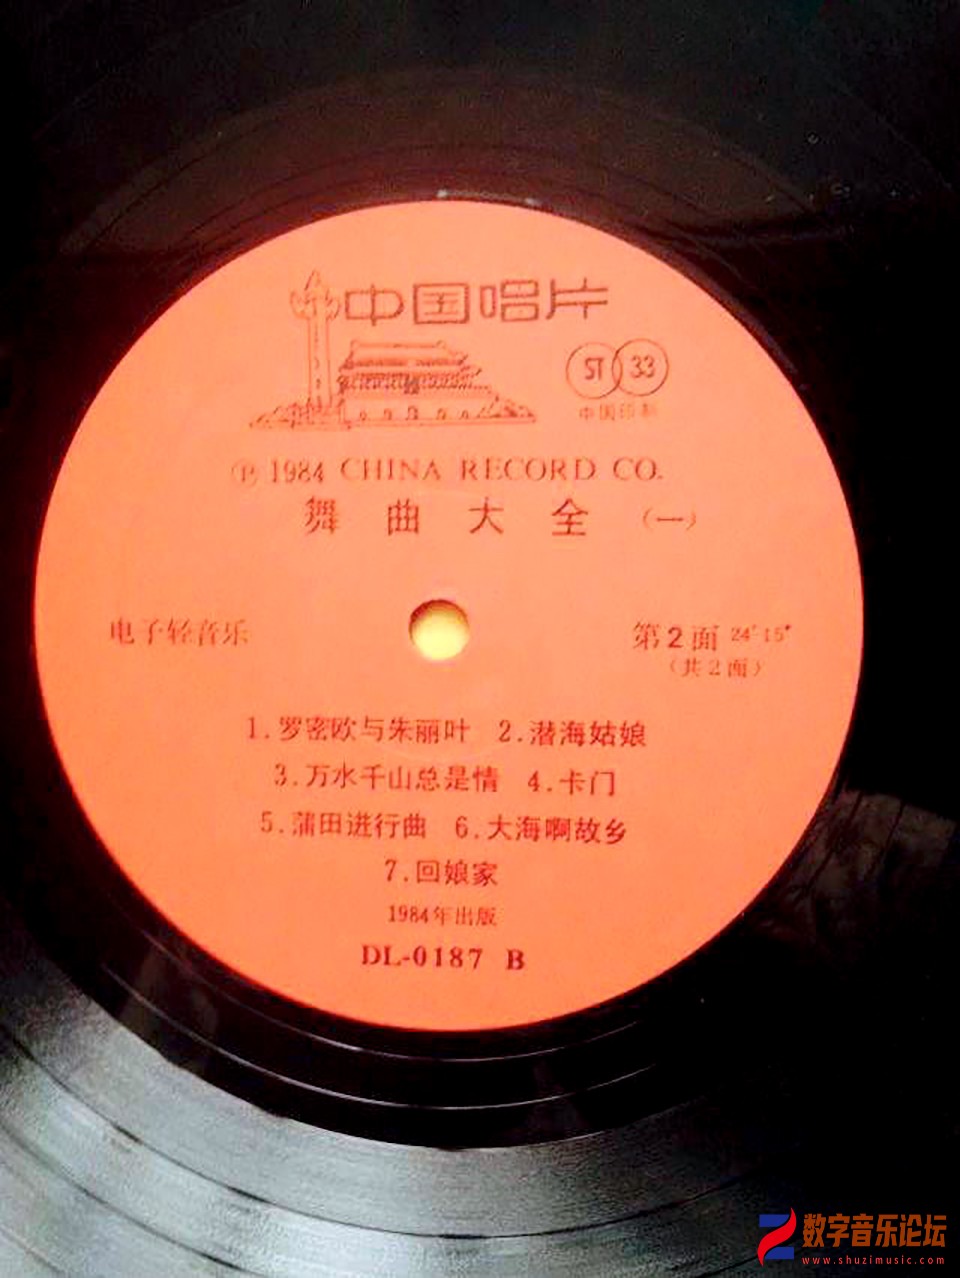 中国唱片
ST 33
中国印制
Ⓟ 1984 CHINA RECORD CO.
舞曲大全（一）
电子轻音乐
第2面 24′15″
（共2面）
1.罗密欧与朱丽叶 2.潜海姑娘
3.万水千山总是情 4.卡门
5.蒲田进行曲 6.大海啊故乡
7.回娘家
1984年出版
DL-0187 B
数字音乐论坛
www.shuzimusic.com